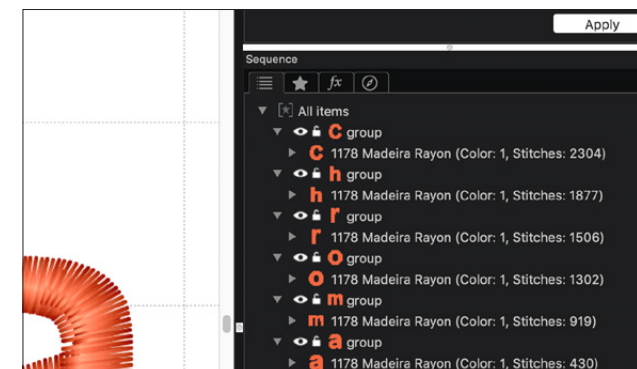 Apply
Sequence
fx
All items
C group
C 1178 Madeira Rayon (Color: 1, Stitches: 2304)
h group
h 1178 Madeira Rayon (Color: 1, Stitches: 1877)
r group
r 1178 Madeira Rayon (Color: 1, Stitches: 1506)
o group
o 1178 Madeira Rayon (Color: 1, Stitches: 1302)
m group
m 1178 Madeira Rayon (Color: 1, Stitches: 919)
a group
a 1178 Madeira Rayon (Color: 1, Stitches: 430)